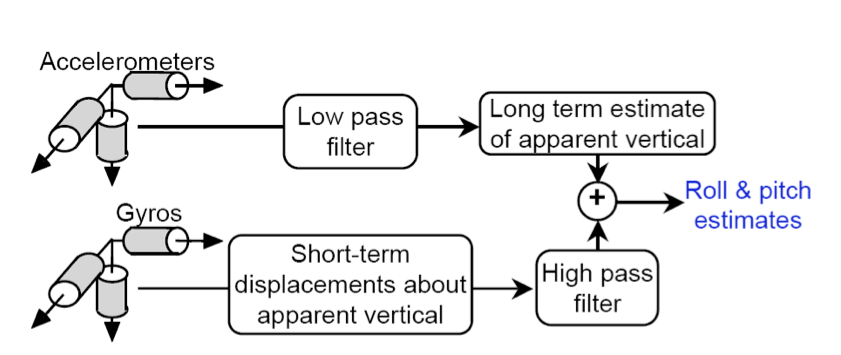 Accelerometers
Low pass
filter
Long term estimate
of apparent vertical
+
Roll & pitch
estimates
Gyros
Short-term
displacements about
apparent vertical
High pass
filter